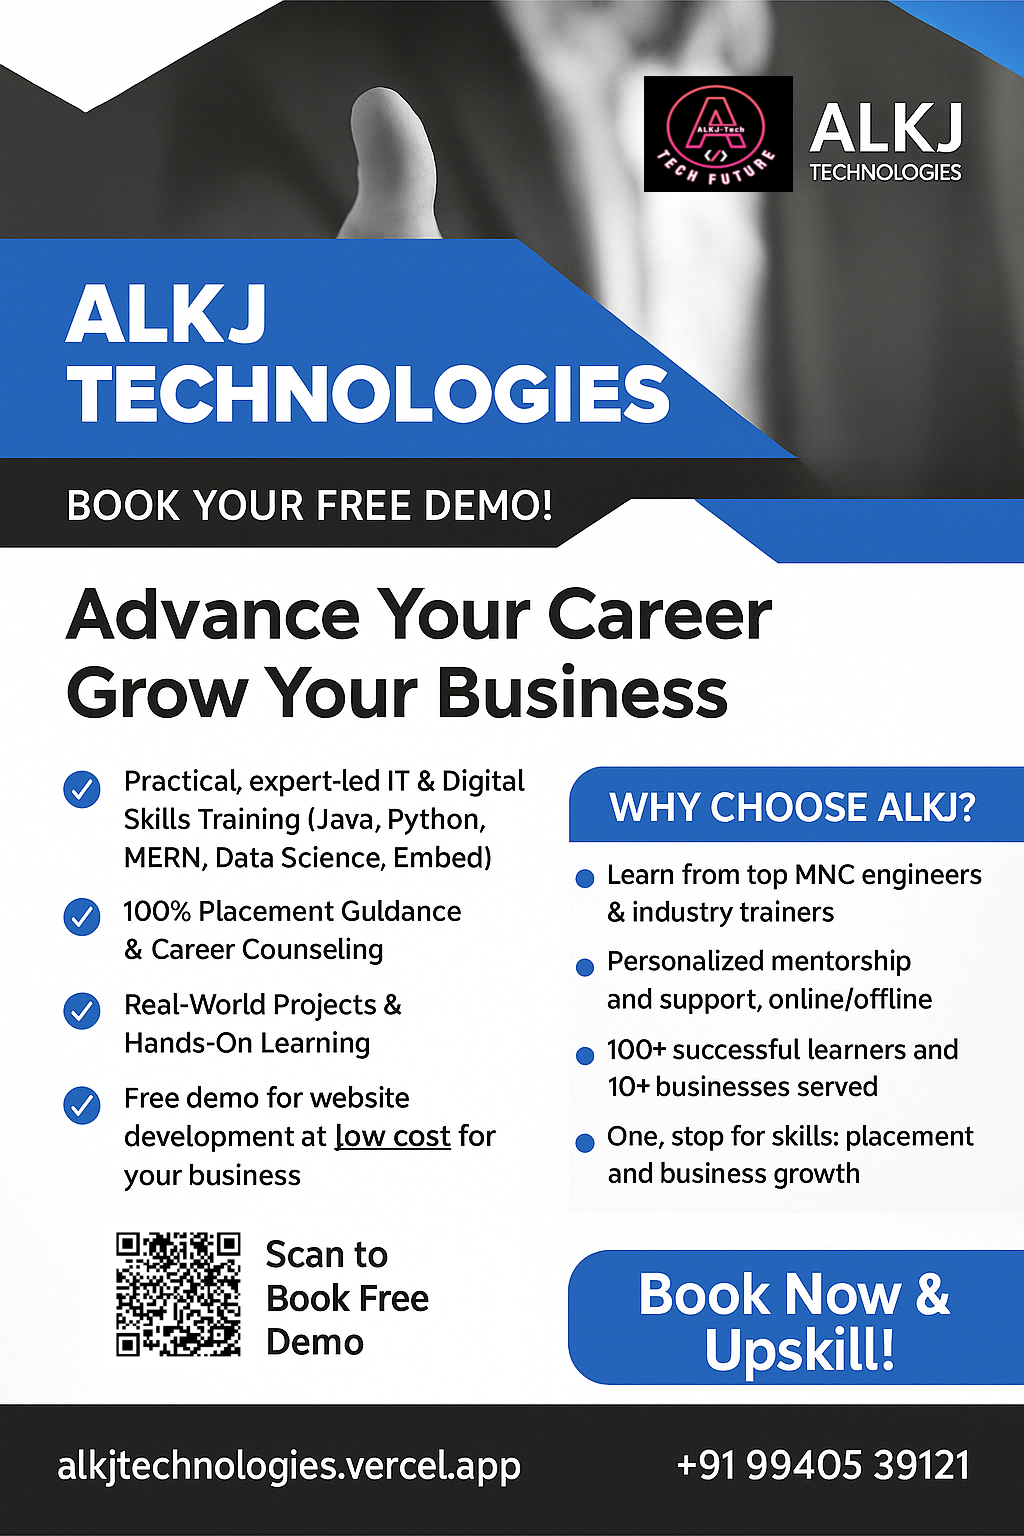 ALKJ-Tech
</>
TECH FUTURE
ALKJ
TECHNOLOGIES
ALKJ
TECHNOLOGIES
BOOK YOUR FREE DEMO!
Advance Your Career
Grow Your Business
Practical, expert-led IT & Digital
Skills Training (Java, Python,
MERN, Data Science, Embed)
100% Placement Guldance
& Career Counseling
Real-World Projects &
Hands-On Learning
Free demo for website
development at low cost for
your business
WHY CHOOSE ALKJ?
Learn from top MNC engineers
& industry trainers
Personalized mentorship
and support, online/offline
100+ successful learners and
10+ businesses served
One, stop for skills: placement
and business growth
Scan to
Book Free
Demo
Book Now &
Upskill!
alkjtechnologies.vercel.app
+91 99405 39121